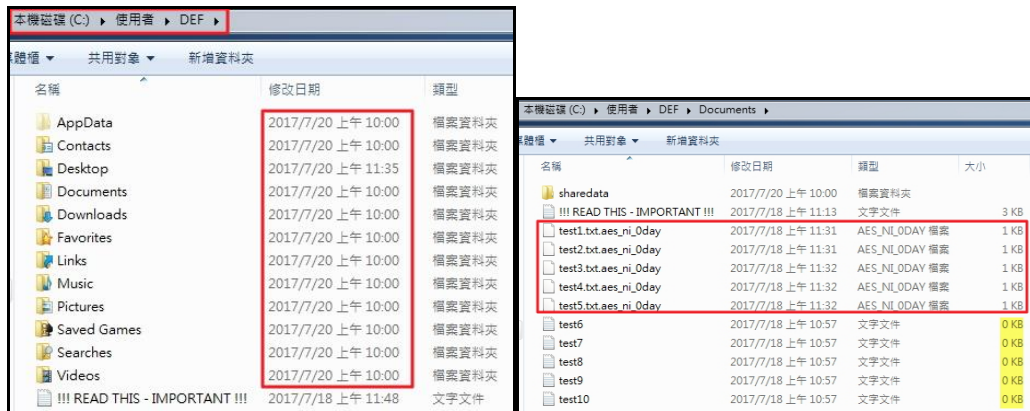 本機磁碟 (C:) ▸ 使用者 ▸ DEF ▸
體櫃 ▼ 共用對象 ▼ 新增資料夾
名稱 修改日期 類型
AppData 2017/7/20 上午 10:00 檔案資料夾
Contacts 2017/7/20 上午 10:00 檔案資料夾
Desktop 2017/7/20 上午 11:35 檔案資料夾
Documents 2017/7/20 上午 10:00 檔案資料夾
Downloads 2017/7/20 上午 10:00 檔案資料夾
Favorites 2017/7/20 上午 10:00 檔案資料夾
Links 2017/7/20 上午 10:00 檔案資料夾
Music 2017/7/20 上午 10:00 檔案資料夾
Pictures 2017/7/20 上午 10:00 檔案資料夾
Saved Games 2017/7/20 上午 10:00 檔案資料夾
Searches 2017/7/20 上午 10:00 檔案資料夾
Videos 2017/7/20 上午 10:00 檔案資料夾
!!! READ THIS - IMPORTANT !!! 2017/7/18 上午 11:48 文字文件
本機磁碟 (C:) ▸ 使用者 ▸ DEF ▸ Documents ▸
體櫃 ▼ 共用對象 ▼ 新增資料夾
名稱 修改日期 類型 大小
sharedata 2017/7/20 上午 10:00 檔案資料夾
!!! READ THIS - IMPORTANT !!! 2017/7/18 上午 11:13 文字文件 3 KB
test1.txt.aes_ni_0day 2017/7/18 上午 11:31 AES_NI_0DAY 檔案 1 KB
test2.txt.aes_ni_0day 2017/7/18 上午 11:31 AES_NI_0DAY 檔案 1 KB
test3.txt.aes_ni_0day 2017/7/18 上午 11:32 AES_NI_0DAY 檔案 1 KB
test4.txt.aes_ni_0day 2017/7/18 上午 11:32 AES_NI_0DAY 檔案 1 KB
test5.txt.aes_ni_0day 2017/7/18 上午 11:32 AES_NI_0DAY 檔案 1 KB
test6 2017/7/18 上午 10:57 文字文件 0 KB
test7 2017/7/18 上午 10:57 文字文件 0 KB
test8 2017/7/18 上午 10:57 文字文件 0 KB
test9 2017/7/18 上午 10:57 文字文件 0 KB
test10 2017/7/18 上午 10:57 文字文件 0 KB